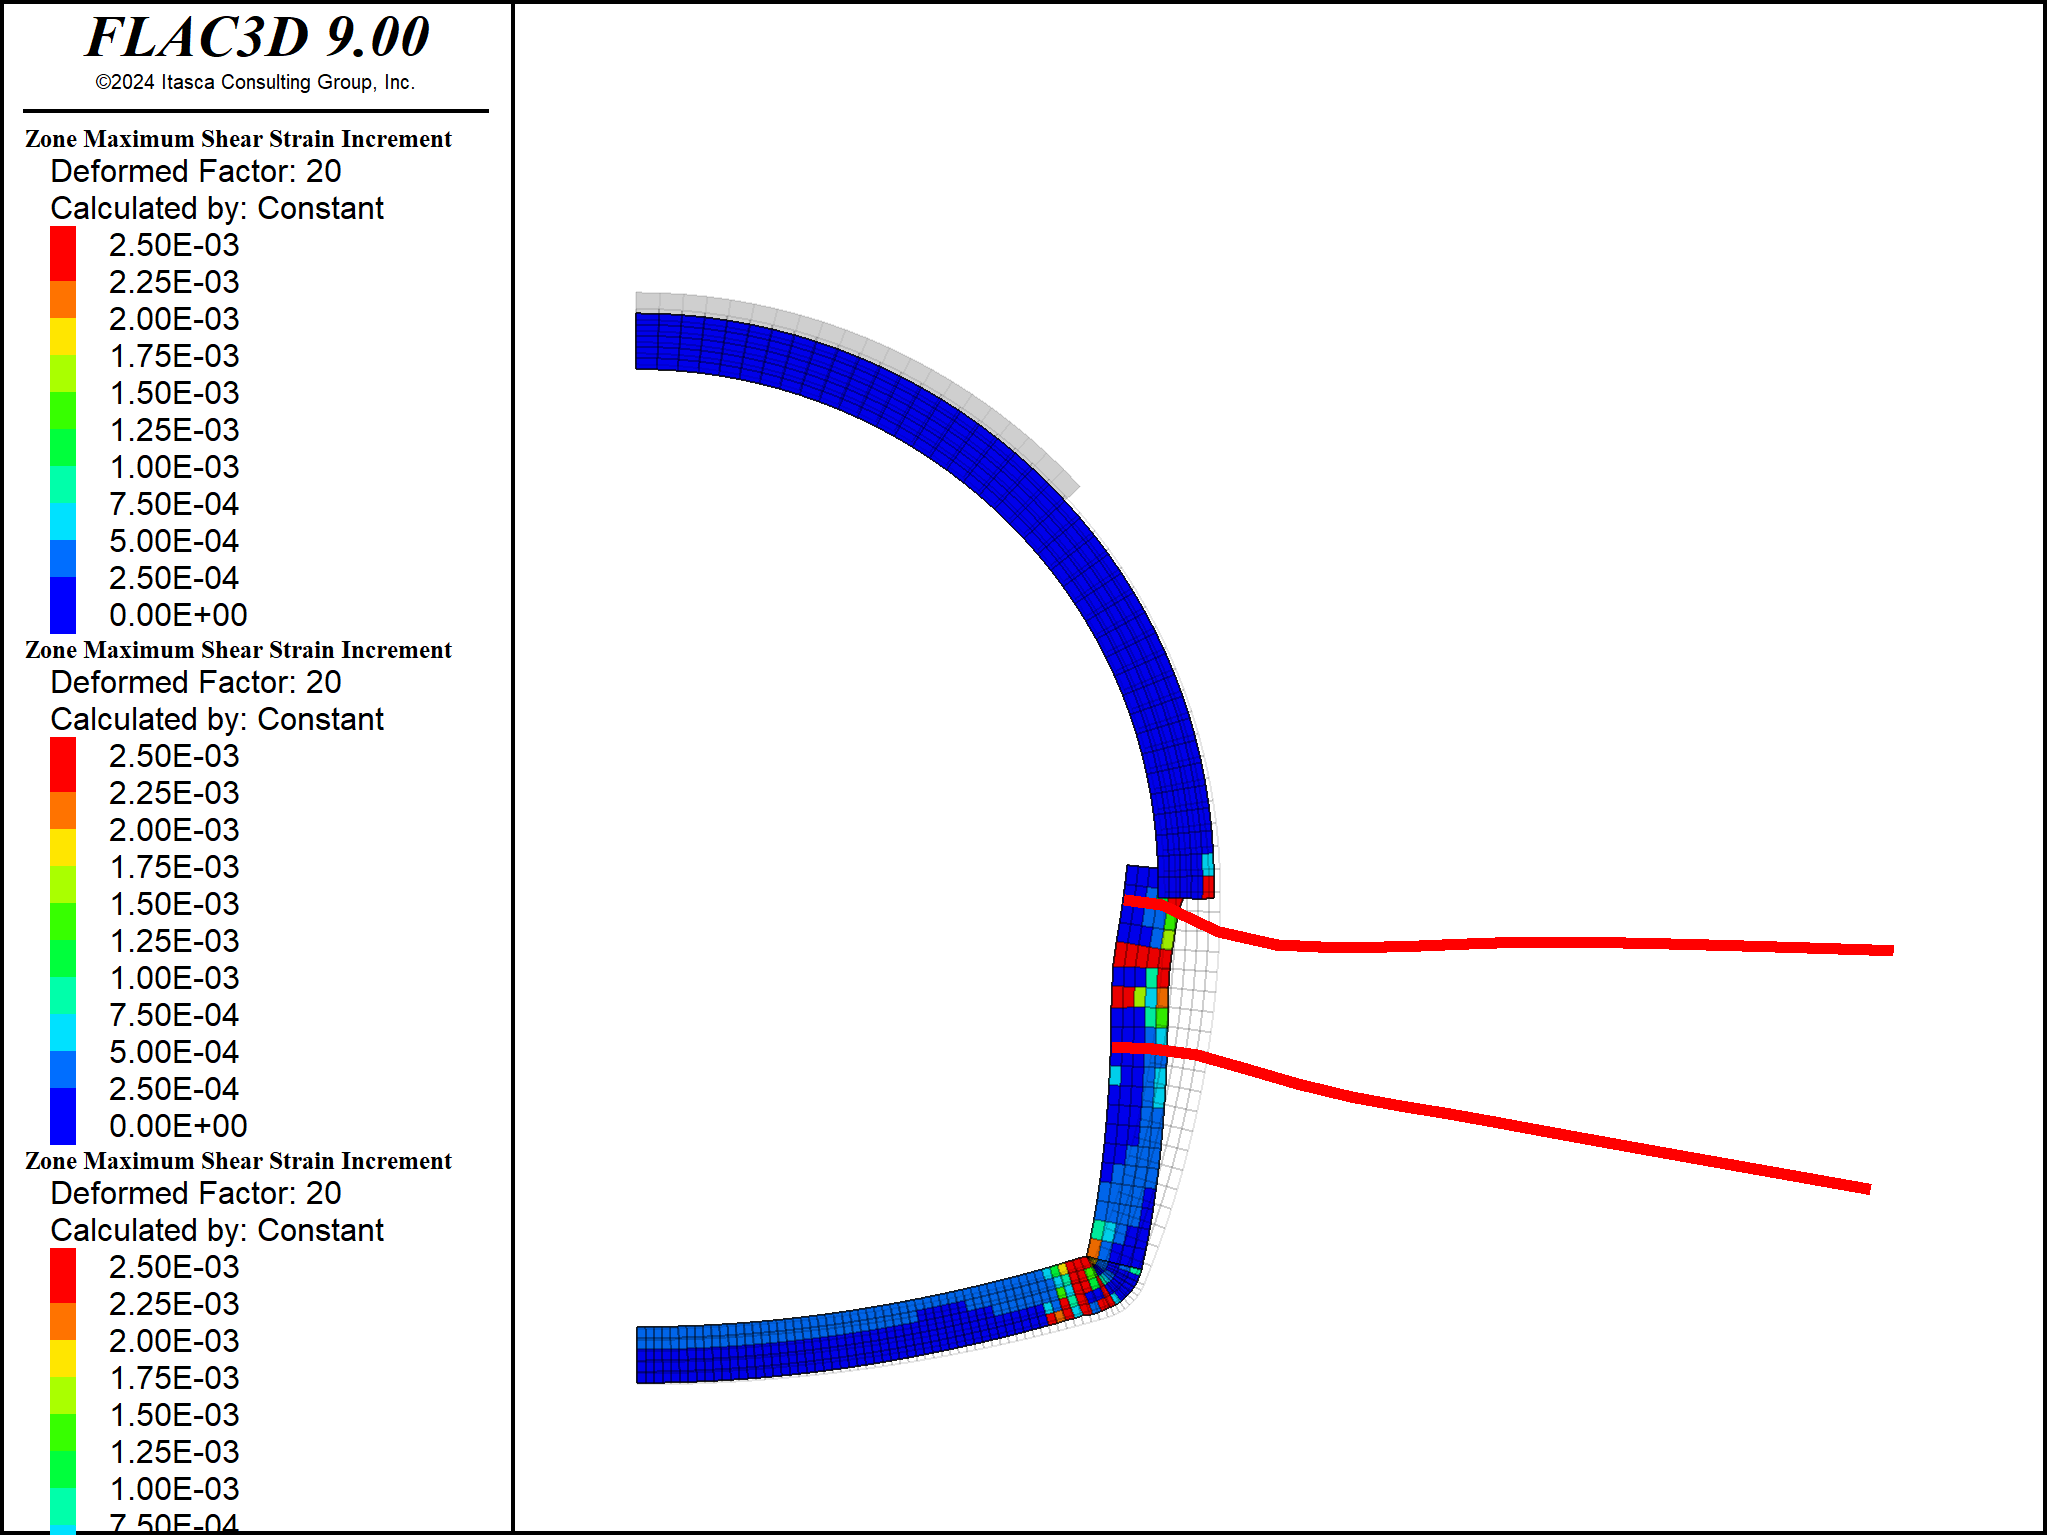 FLAC3D 9.00
©2024 Itasca Consulting Group, Inc.
Zone Maximum Shear Strain Increment
Deformed Factor: 20
Calculated by: Constant
2.50E-03
2.25E-03
2.00E-03
1.75E-03
1.50E-03
1.25E-03
1.00E-03
7.50E-04
5.00E-04
2.50E-04
0.00E+00
Zone Maximum Shear Strain Increment
Deformed Factor: 20
Calculated by: Constant
2.50E-03
2.25E-03
2.00E-03
1.75E-03
1.50E-03
1.25E-03
1.00E-03
7.50E-04
5.00E-04
2.50E-04
0.00E+00
Zone Maximum Shear Strain Increment
Deformed Factor: 20
Calculated by: Constant
2.50E-03
2.25E-03
2.00E-03
1.75E-03
1.50E-03
1.25E-03
1.00E-03
7.50E-04